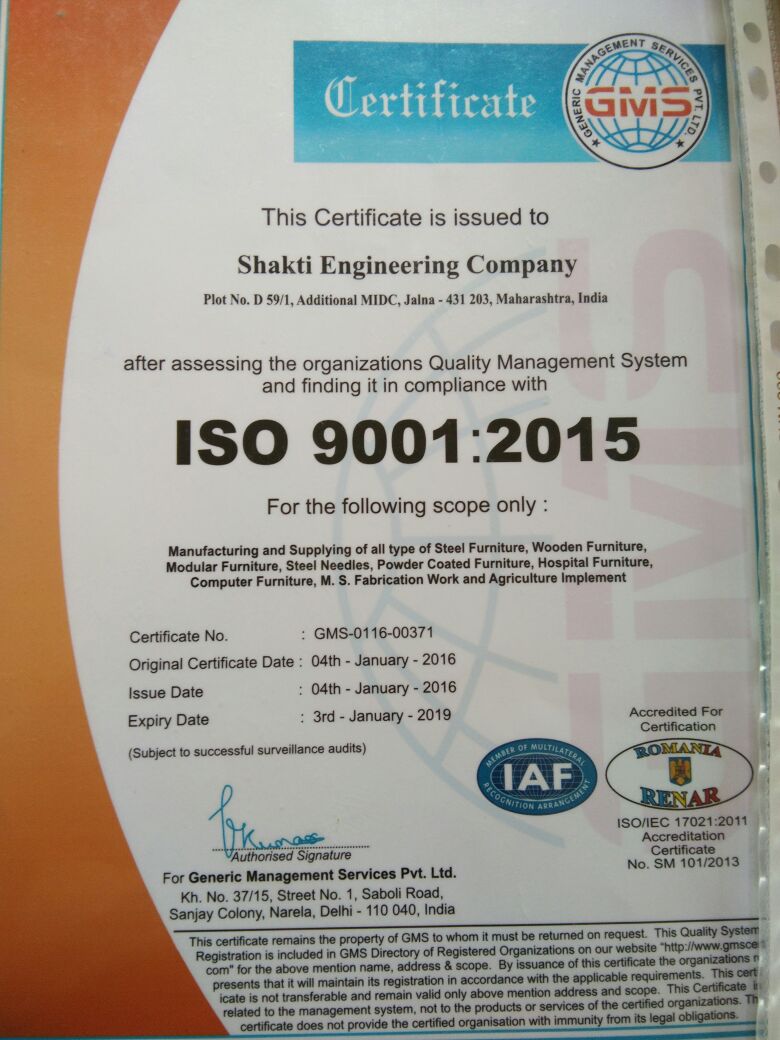 Certificate
GENERIC MANAGEMENT SERVICES PVT. LTD.
GMS
This Certificate is issued to
Shakti Engineering Company
Plot No. D 59/1, Additional MIDC, Jalna - 431 203, Maharashtra, India
after assessing the organizations Quality Management System
and finding it in compliance with
ISO 9001:2015
For the following scope only :
Manufacturing and Supplying of all type of Steel Furniture, Wooden Furniture,
Modular Furniture, Steel Needles, Powder Coated Furniture, Hospital Furniture,
Computer Furniture, M. S. Fabrication Work and Agriculture Implement
Certificate No. : GMS-0116-00371
Original Certificate Date : 04th - January - 2016
Issue Date : 04th - January - 2016
Expiry Date : 3rd - January - 2019
(Subject to successful surveillance audits)
MEMBER OF MULTILATERAL
IAF
RECOGNITION ARRANGEMENT
Accredited For
Certification
ROMANIA
RENAR
ISO/IEC 17021:2011
Accreditation
Certificate
No. SM 101/2013
Authorised Signature
For Generic Management Services Pvt. Ltd.
Kh. No. 37/15, Street No. 1, Saboli Road,
Sanjay Colony, Narela, Delhi - 110 040, India
This certificate remains the property of GMS to whom it must be returned on request. This Quality System
Registration is included in GMS Directory of Registered Organizations on our website "http://www.gmscer
com" for the above mention name, address & scope. By issuance of this certificate the organizations
presents that it will maintain its registration in accordance with the applicable requirements. This cert
icate is not transferable and remain valid only above mention address and scope. This Certificate
related to the management system, not to the products or services of the certified organizations.
certificate does not provide the certified organisation with immunity from its legal obligations.